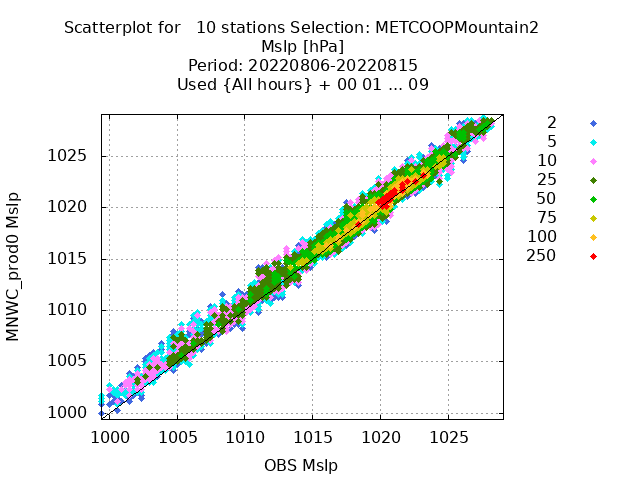 Scatterplot for   10 stations Selection: METCOOPMountain2
Mslp [hPa]
Period: 20220806-20220815
Used {All hours} + 00 01 ... 09
2
5
10
25
50
75
100
250
1025
1020
1015
1010
1005
1000
MNWC_prod0 Mslp
1000 1005 1010 1015 1020 1025
OBS Mslp